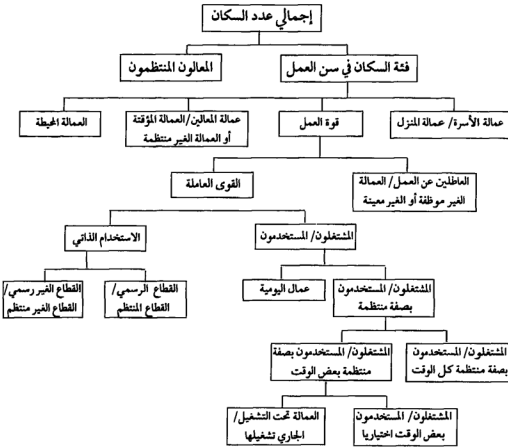 إجمالي عدد السكان
فئة السكان في سن العمل
المعالون المنتظمون
عمالة الأسرة/ عمالة المنزل
قوة العمل
عمالة المعالين/العمالة المؤقتة
أو العمالة الغير منتظمة
العمالة المحبطة
العاطلين عن العمل/ العمالة
الغير موظفة أو الغير معينة
القوى العاملة
المشتغلون/ المستخدمون
الاستخدام الذاتي
المشتغلون/ المستخدمون
بصفة منتظمة
عمال اليومية
القطاع الرسمي/
القطاع المنتظم
القطاع الغير رسمي/
القطاع الغير منتظم
المشتغلون/ المستخدمون
بصفة منتظمة كل الوقت
المشتغلون/ المستخدمون بصفة
منتظمة بعض الوقت
المشتغلون/ المستخدمون
بعض الوقت اختياريا
العمالة تحت التشغيل/
الجاري تشغيلها